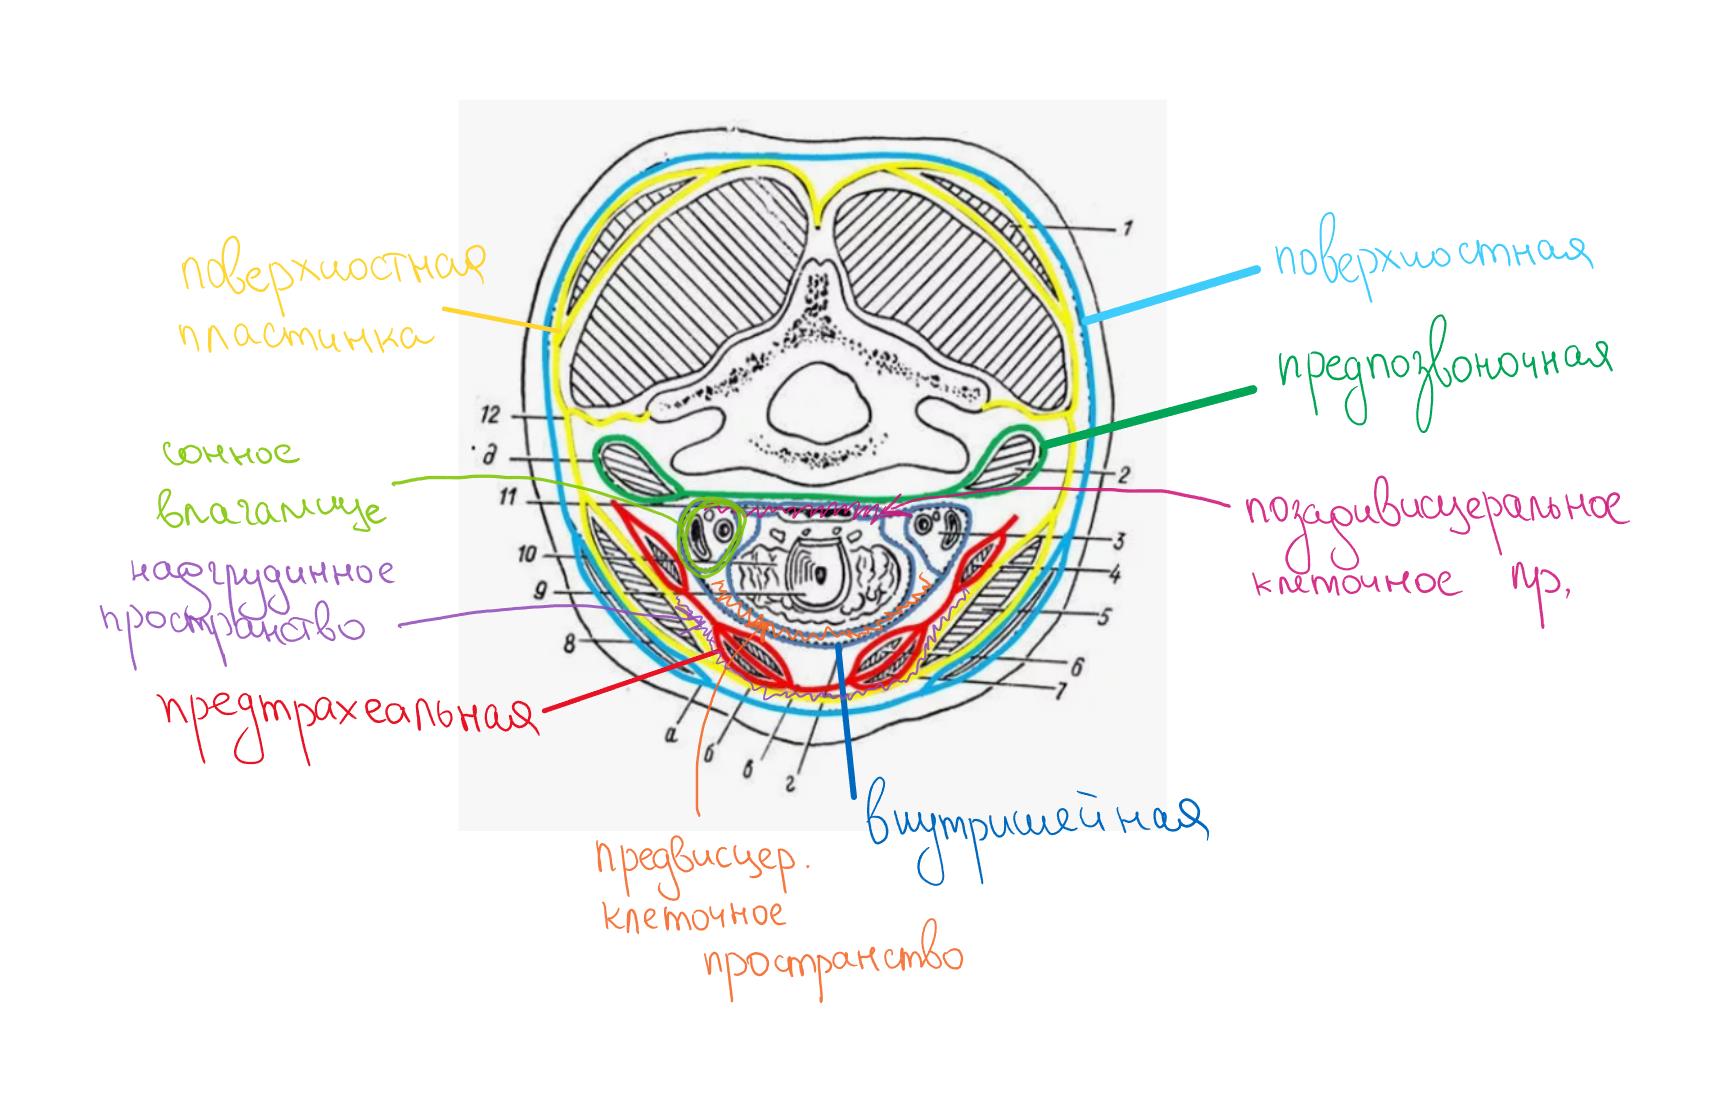 поверхностная
пластинка
1
поверхностная
предпозвоночная
12
д
11
2
сонное
влагалище
позадивисцеральное
клеточное пр.
надгрудинное
пространство
10
9
8
3
4
5
6
7
предтрахеальная
а
б
в
г
внутришейная
предвисцер.
клеточное
пространство